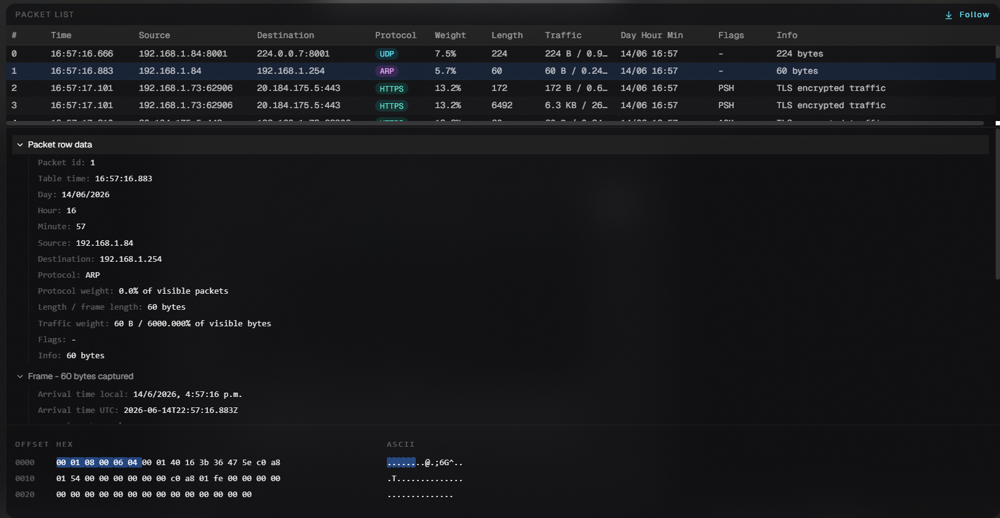 PACKET LIST
Follow
# Time Source Destination Protocol Weight Length Traffic Day Hour Min Flags Info
0 16:57:16.666 192.168.1.84:8001 224.0.0.7:8001 UDP 7.5% 224 224 B / 0.9… 14/06 16:57 - 224 bytes
1 16:57:16.883 192.168.1.84 192.168.1.254 ARP 5.7% 60 60 B / 0.24… 14/06 16:57 - 60 bytes
2 16:57:17.101 192.168.1.73:62906 20.184.175.5:443 HTTPS 13.2% 172 172 B / 0.6… 14/06 16:57 PSH TLS encrypted traffic
3 16:57:17.101 192.168.1.73:62906 20.184.175.5:443 HTTPS 13.2% 6492 6.3 KB / 26… 14/06 16:57 PSH TLS encrypted traffic
Packet row data
Packet id: 1
Table time: 16:57:16.883
Day: 14/06/2026
Hour: 16
Minute: 57
Source: 192.168.1.84
Destination: 192.168.1.254
Protocol: ARP
Protocol weight: 0.0% of visible packets
Length / frame length: 60 bytes
Traffic weight: 60 B / 6000.000% of visible bytes
Flags: -
Info: 60 bytes
Frame - 60 bytes captured
Arrival time local: 14/6/2026, 4:57:16 p.m.
Arrival time UTC: 2026-06-14T22:57:16.883Z
OFFSET HEX ASCII
0000 00 01 08 00 06 04 00 01 40 16 3b 36 47 5e c0 a8 ........@.;6G^..
0010 01 54 00 00 00 00 00 00 c0 a8 01 fe 00 00 00 00 .T..............
0020 00 00 00 00 00 00 00 00 00 00 00 00 00 00 ..............